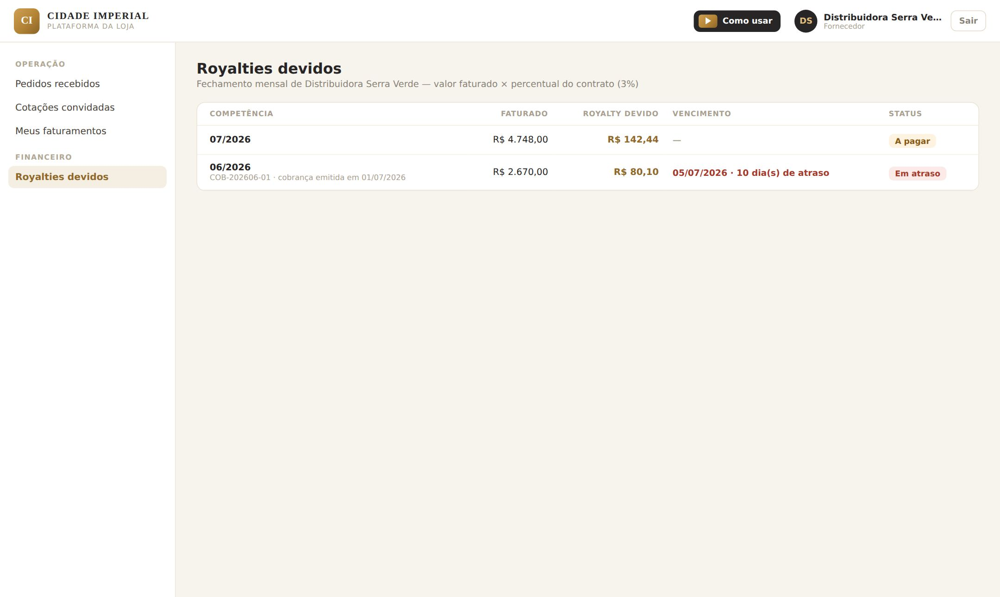 CI
CIDADE IMPERIAL
PLATAFORMA DA LOJA
Como usar
DS
Distribuidora Serra Ve…
Fornecedor
Sair
OPERAÇÃO
Pedidos recebidos
Cotações convidadas
Meus faturamentos
FINANCEIRO
Royalties devidos
Royalties devidos
Fechamento mensal de Distribuidora Serra Verde — valor faturado × percentual do contrato (3%)
COMPETÊNCIA FATURADO ROYALTY DEVIDO VENCIMENTO STATUS
07/2026 R$ 4.748,00 R$ 142,44 — A pagar
06/2026 R$ 2.670,00 R$ 80,10 05/07/2026 · 10 dia(s) de atraso Em atraso
COB-202606-01 · cobrança emitida em 01/07/2026